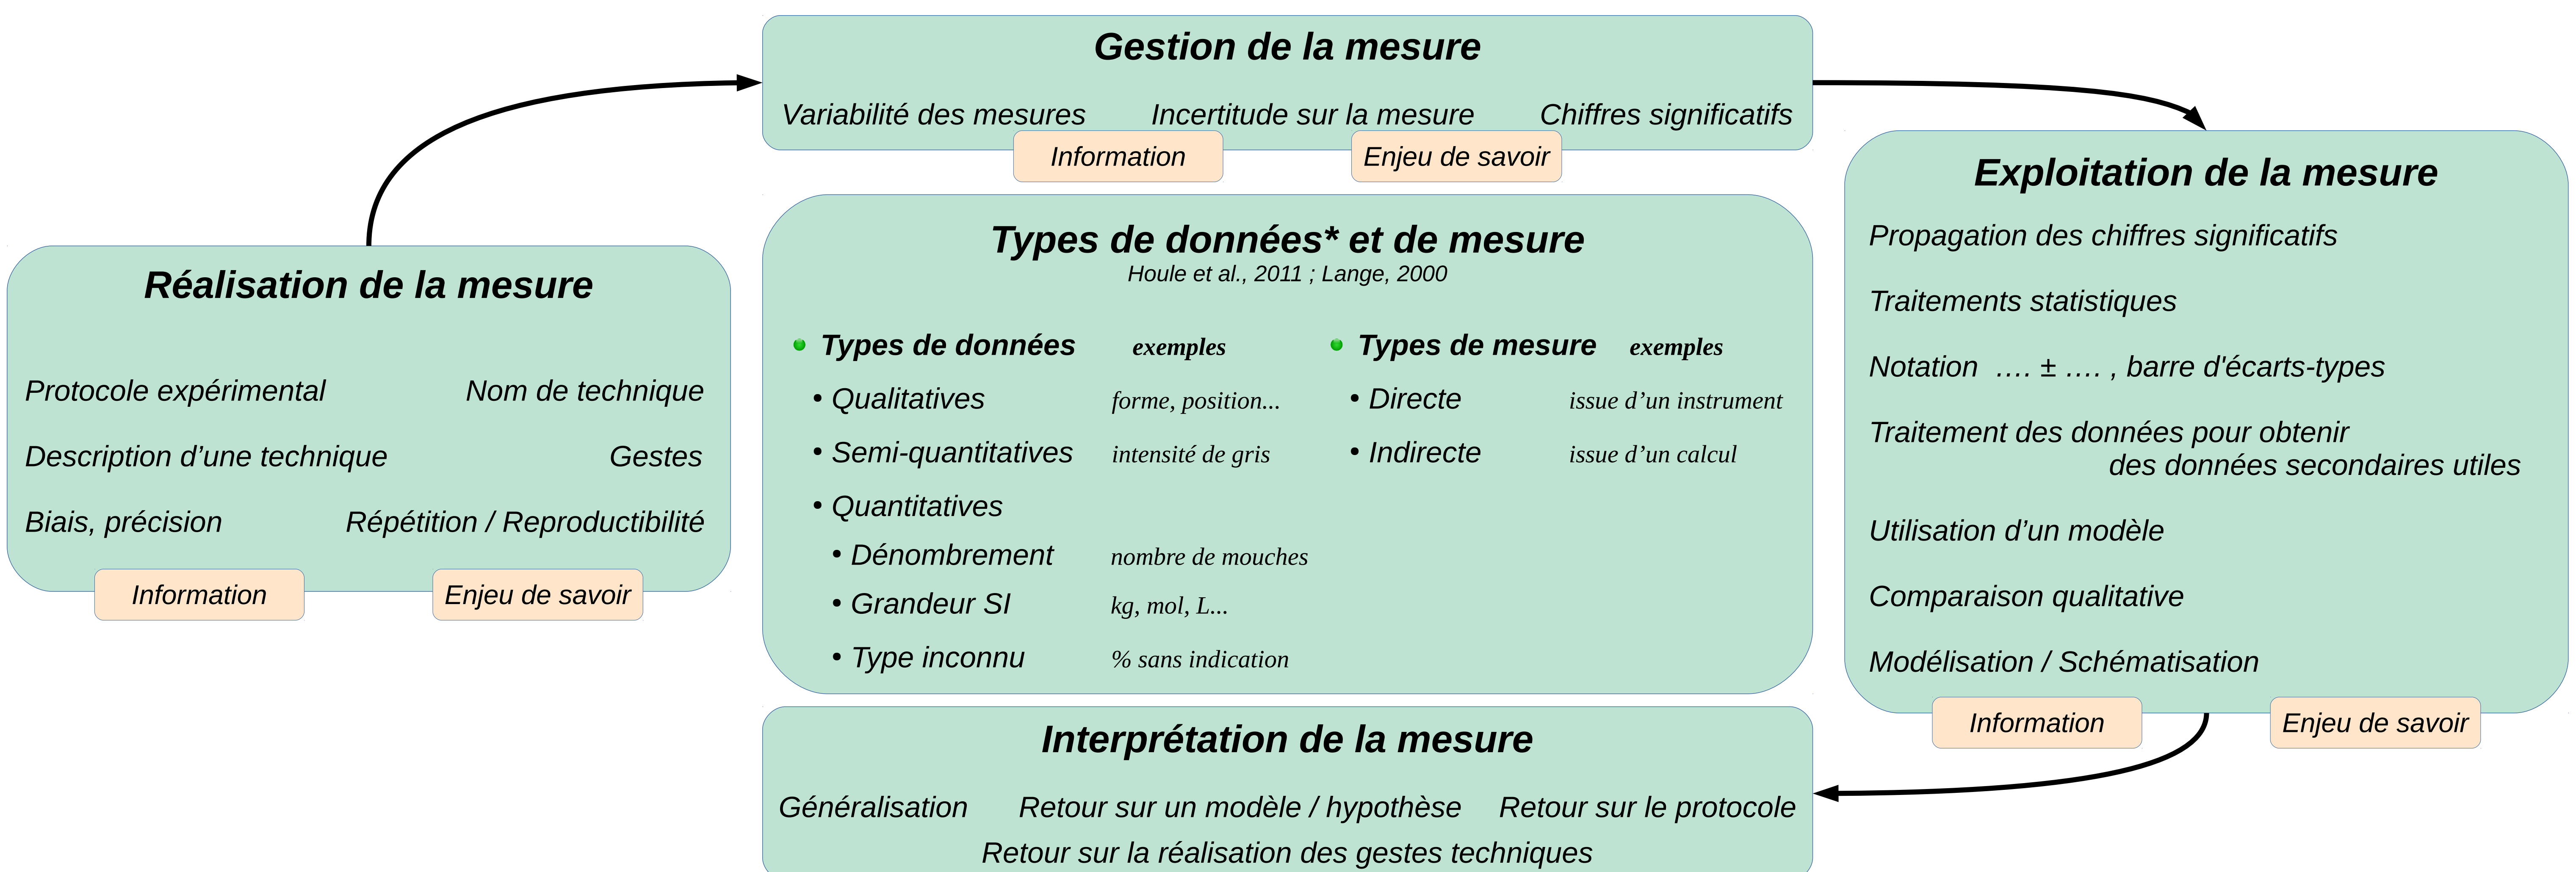 Gestion de la mesure
Variabilité des mesures Incertitude sur la mesure Chiffres significatifs
Information Enjeu de savoir
Réalisation de la mesure
Protocole expérimental Nom de technique
Description d’une technique Gestes
Biais, précision Répétition / Reproductibilité
Information Enjeu de savoir
Types de données* et de mesure
Houle et al., 2011 ; Lange, 2000
Types de données exemples
• Qualitatives forme, position...
• Semi-quantitatives intensité de gris
• Quantitatives
• Dénombrement nombre de mouches
• Grandeur SI kg, mol, L...
• Type inconnu % sans indication
Types de mesure exemples
• Directe issue d’un instrument
• Indirecte issue d’un calcul
Exploitation de la mesure
Propagation des chiffres significatifs
Traitements statistiques
Notation …. ± …. , barre d'écarts-types
Traitement des données pour obtenir
des données secondaires utiles
Utilisation d’un modèle
Comparaison qualitative
Modélisation / Schématisation
Information Enjeu de savoir
Interprétation de la mesure
Généralisation Retour sur un modèle / hypothèse Retour sur le protocole
Retour sur la réalisation des gestes techniques